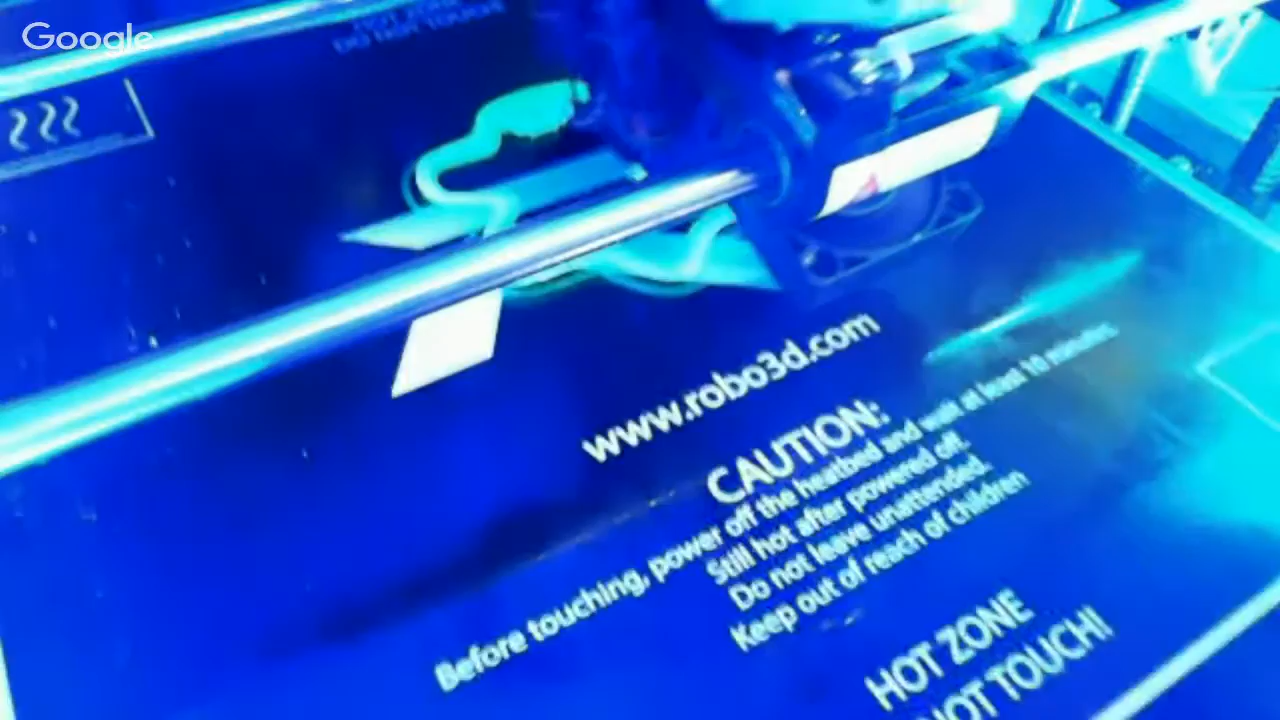 Google
www.robo3d.com
CAUTION:
Before touching, power off the heatbed and wait at least 10 minutes.
Still hot after powered off.
Do not leave unattended.
Keep out of reach of children
HOT ZONE
NOT TOUCH!